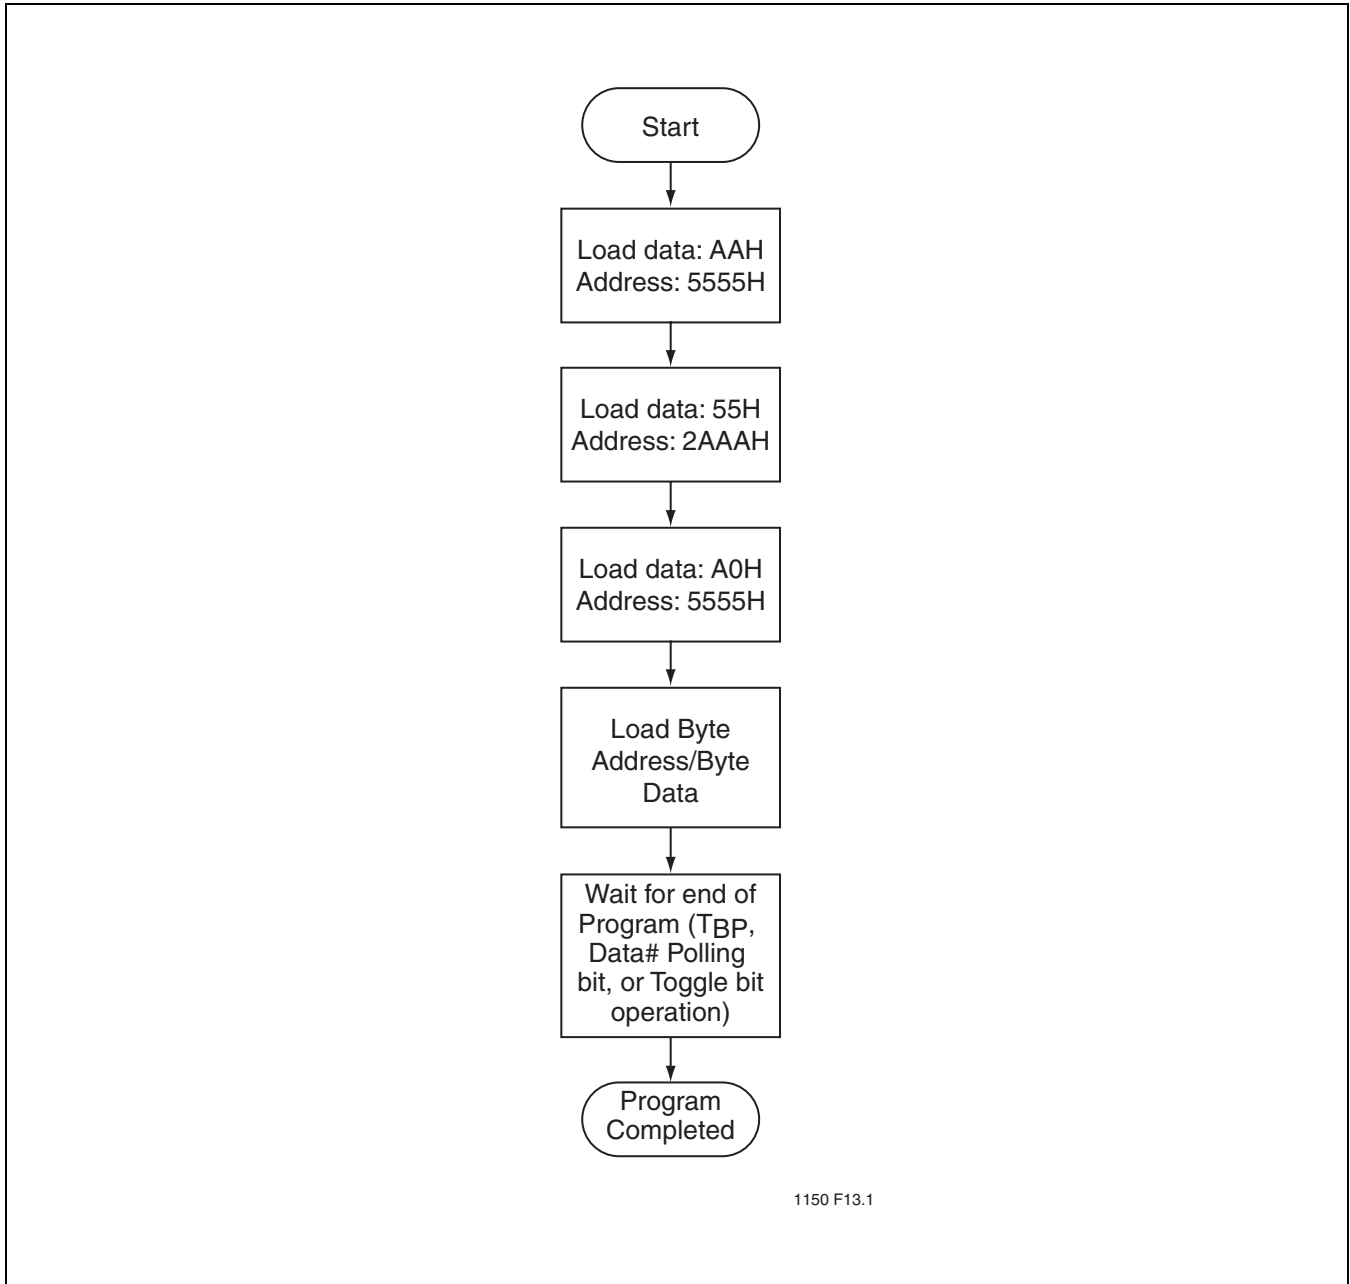 Start
Load data: AAH
Address: 5555H
Load data: 55H
Address: 2AAAH
Load data: A0H
Address: 5555H
Load Byte
Address/Byte
Data
Wait for end of
Program (TBP,
Data# Polling
bit, or Toggle bit
operation)
Program
Completed
1150 F13.1